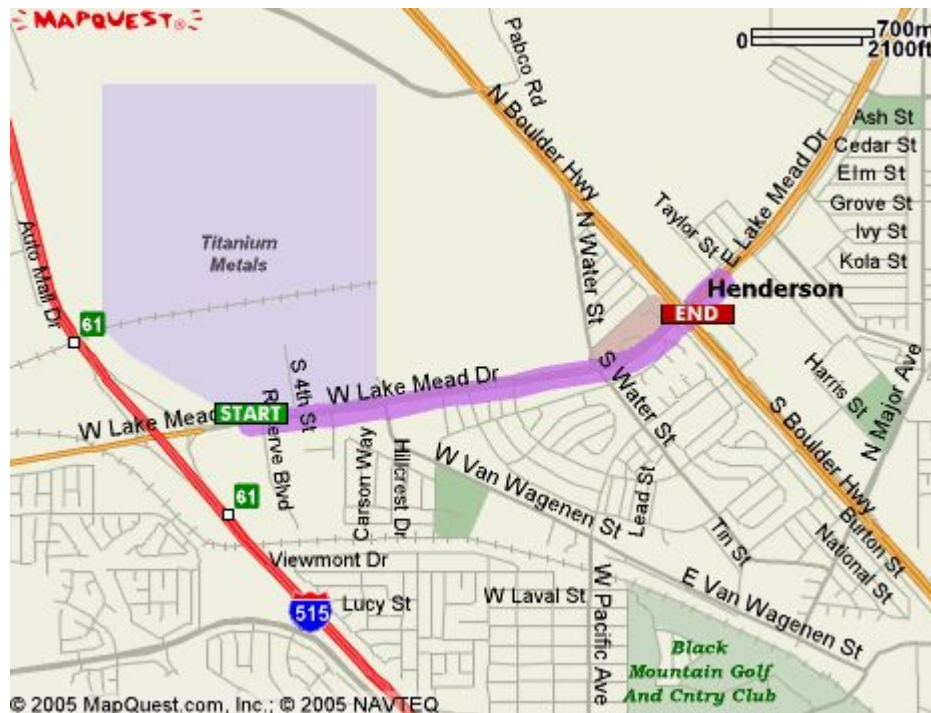 MAPQUEST®
0 700m
2100ft
Pabco Rd
N Boulder Hwy
E Lake Mead Dr
Ash St
Cedar St
Elm St
Grove St
Ivy St
Kola St
Taylor St
N Water St
Auto Mall Dr
Titanium
Metals
61
Henderson
END
S 4th St
W Lake Mead Dr
S Water St
Harris St
N Major Ave
START
W Lake Mead
Carson Way
Hillcrest Dr
W Van Wagenen St
Lead St
S Boulder Hwy
61
Tin St
Burton St
National St
Viewmont Dr
515
Lucy St
W Laval St
W Pacific Ave
E Van Wagenen St
Black
Mountain Golf
And Cntry Club
© 2005 MapQuest.com, Inc.; © 2005 NAVTEQ